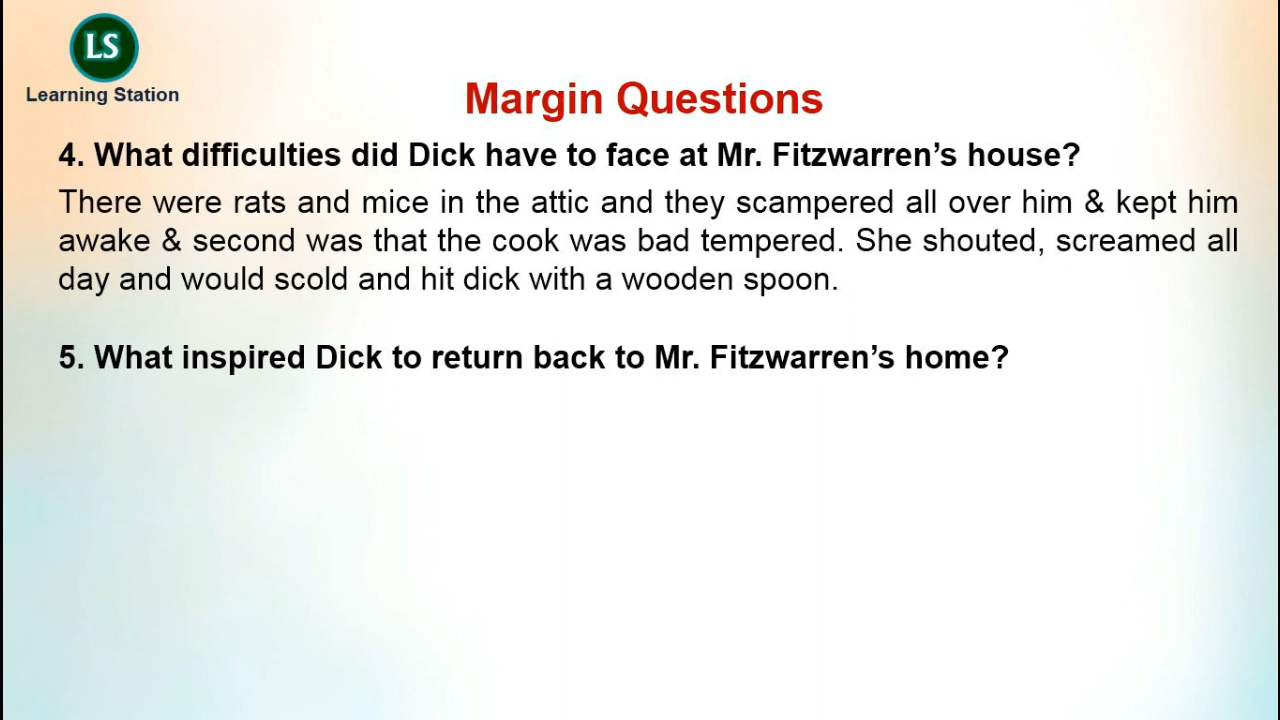 LS
Learning Station
Margin Questions
4. What difficulties did Dick have to face at Mr. Fitzwarren’s house?
There were rats and mice in the attic and they scampered all over him & kept him
awake & second was that the cook was bad tempered. She shouted, screamed all
day and would scold and hit dick with a wooden spoon.
5. What inspired Dick to return back to Mr. Fitzwarren’s home?